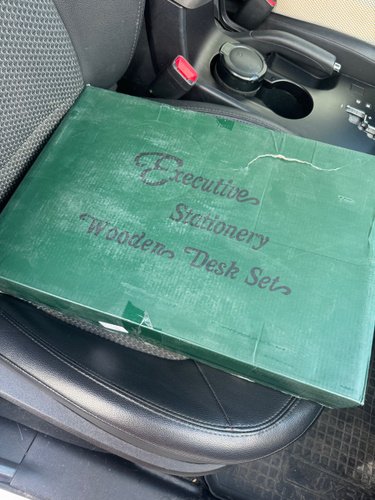 Executive
Stationery
Wooden Desk Set